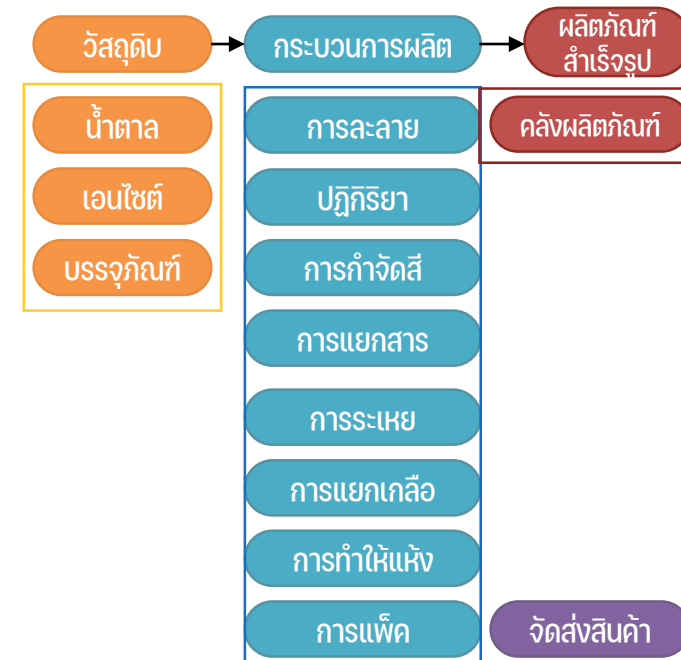 วัสถุดิบ
กระบวนการผลิต
ผลิตภัณฑ์
สำเร็จรูป
น้ำตาล
เอนไซต์
บรรจุภัณฑ์
การละลาย
ปฏิกิริยา
การกำจัดสี
การแยกสาร
การระเหย
การแยกเกลือ
การทำให้แห้ง
การแพ็ค
คลังผลิตภัณฑ์
จัดส่งสินค้า